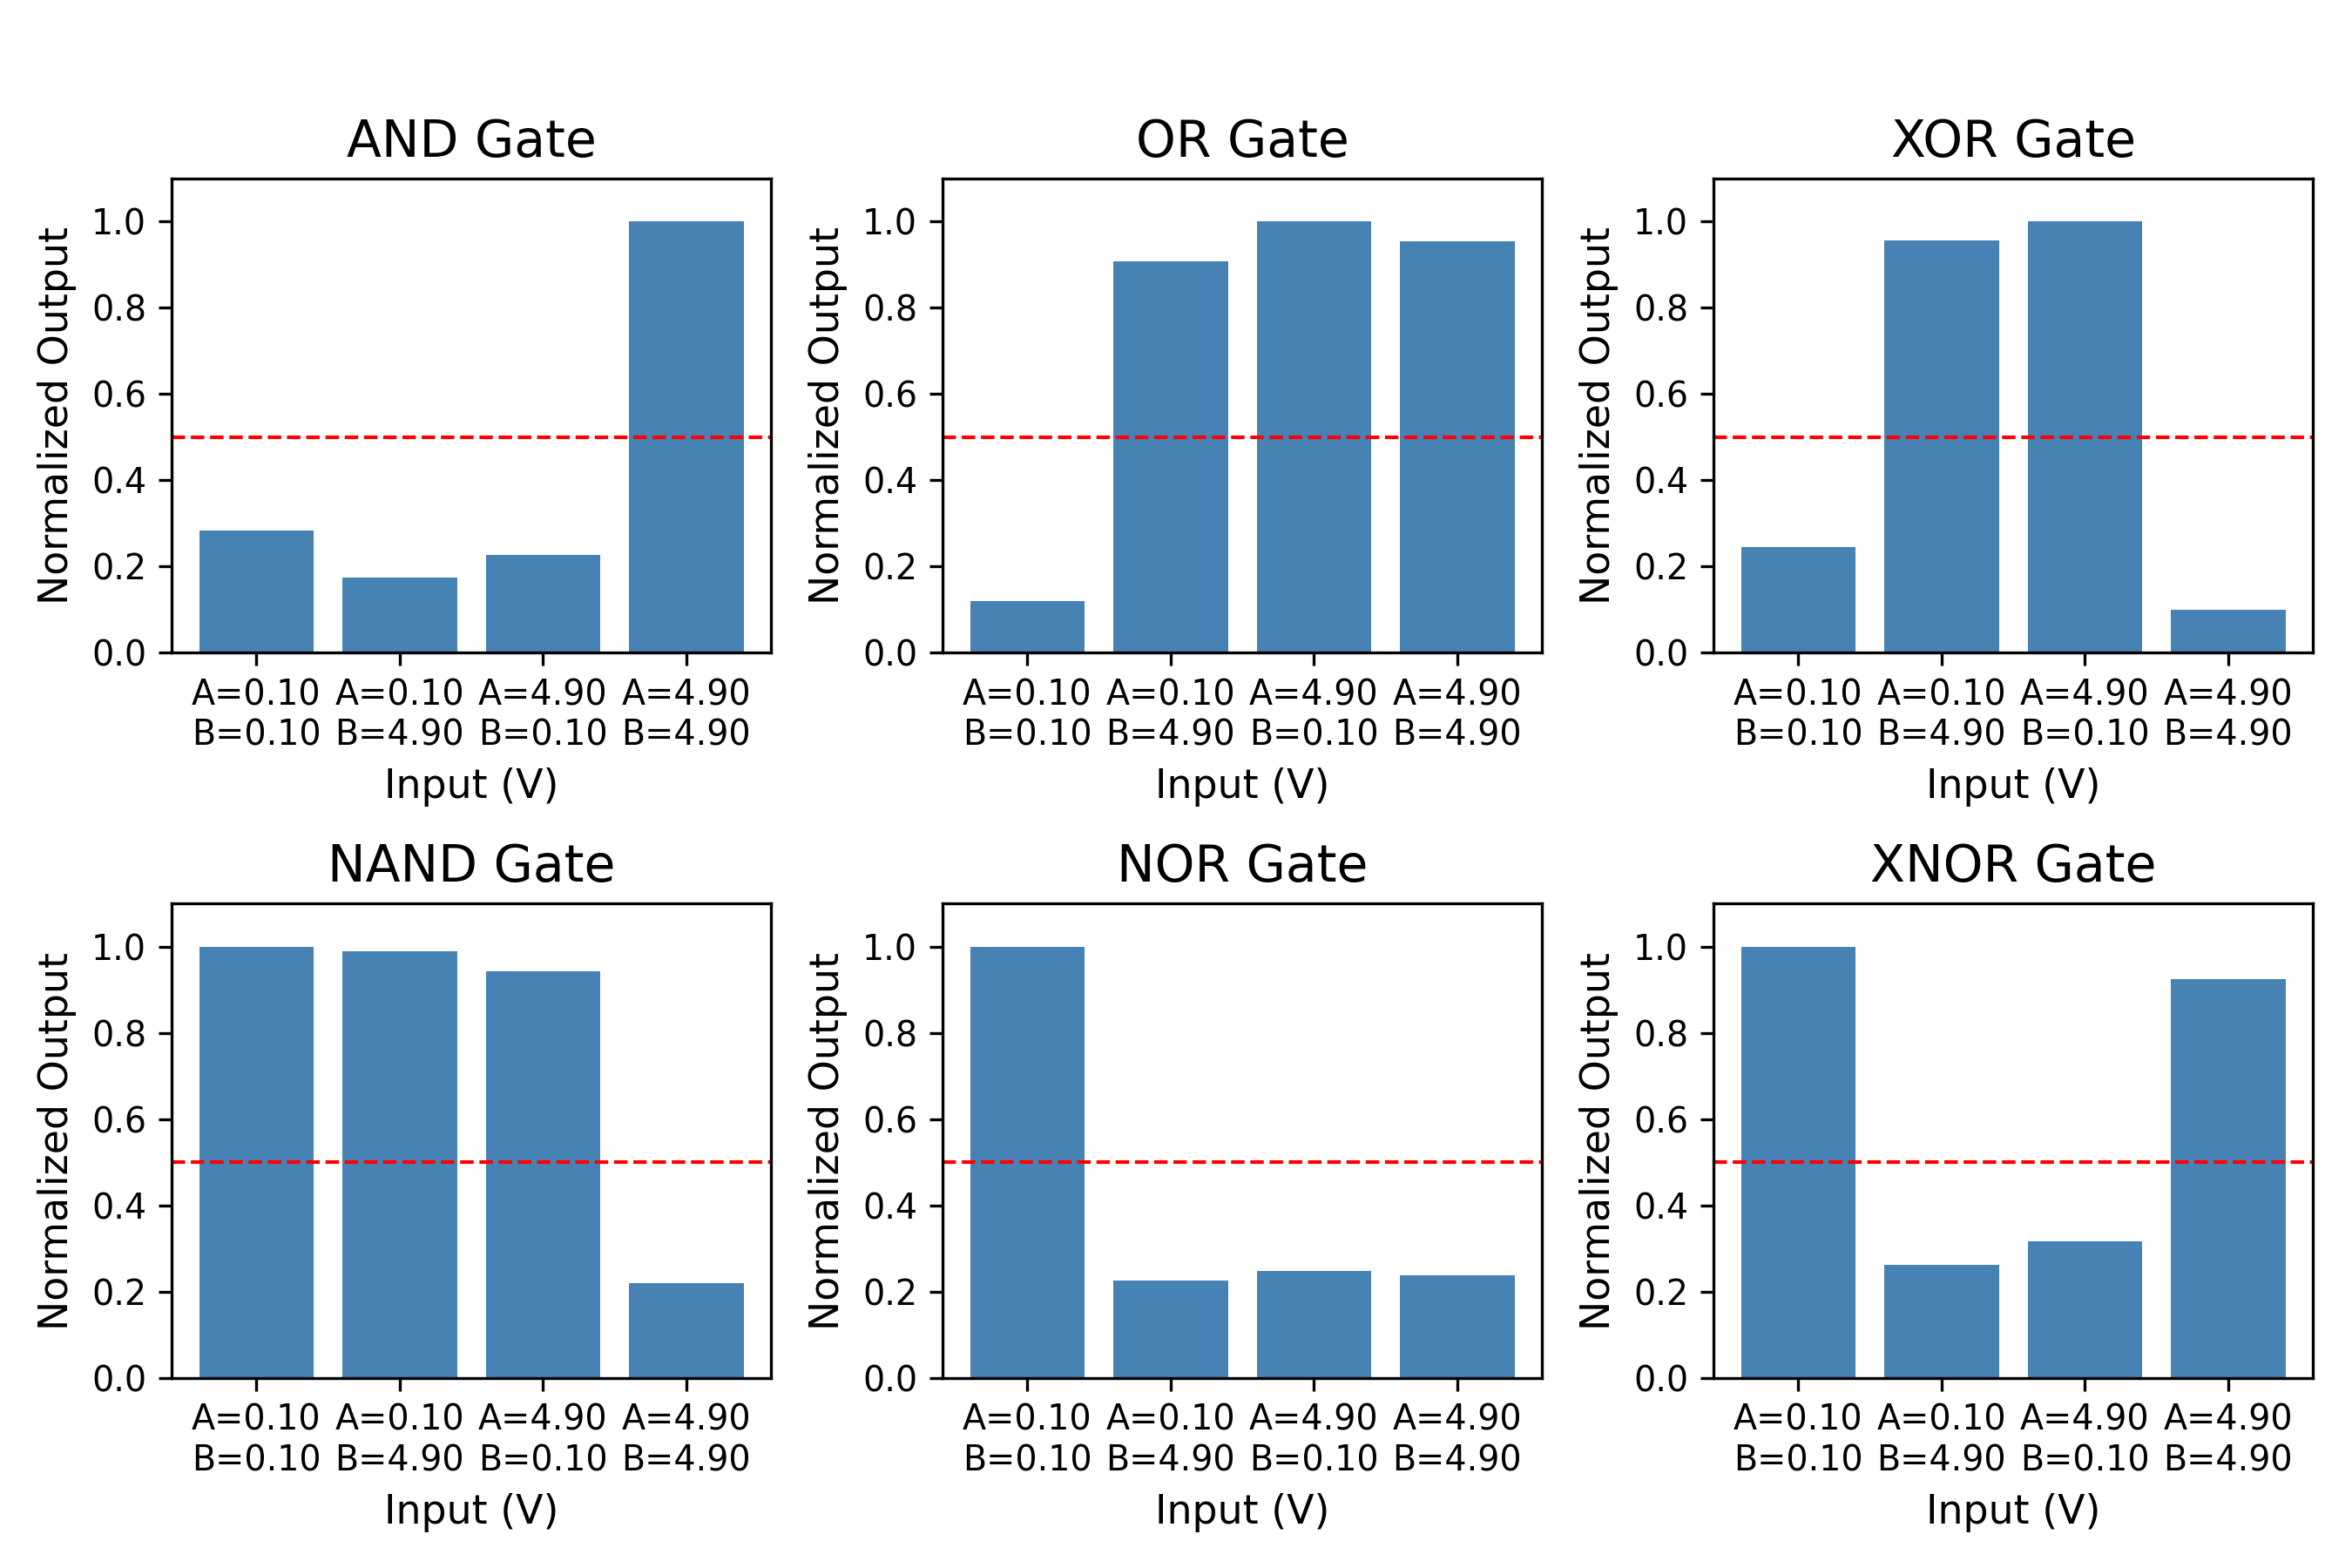 AND Gate
Normalized Output
1.0
0.8
0.6
0.4
0.2
0.0
A=0.10 A=0.10 A=4.90 A=4.90
B=0.10 B=4.90 B=0.10 B=4.90
Input (V)
OR Gate
Normalized Output
1.0
0.8
0.6
0.4
0.2
0.0
A=0.10 A=0.10 A=4.90 A=4.90
B=0.10 B=4.90 B=0.10 B=4.90
Input (V)
XOR Gate
Normalized Output
1.0
0.8
0.6
0.4
0.2
0.0
A=0.10 A=0.10 A=4.90 A=4.90
B=0.10 B=4.90 B=0.10 B=4.90
Input (V)
NAND Gate
Normalized Output
1.0
0.8
0.6
0.4
0.2
0.0
A=0.10 A=0.10 A=4.90 A=4.90
B=0.10 B=4.90 B=0.10 B=4.90
Input (V)
NOR Gate
Normalized Output
1.0
0.8
0.6
0.4
0.2
0.0
A=0.10 A=0.10 A=4.90 A=4.90
B=0.10 B=4.90 B=0.10 B=4.90
Input (V)
XNOR Gate
Normalized Output
1.0
0.8
0.6
0.4
0.2
0.0
A=0.10 A=0.10 A=4.90 A=4.90
B=0.10 B=4.90 B=0.10 B=4.90
Input (V)